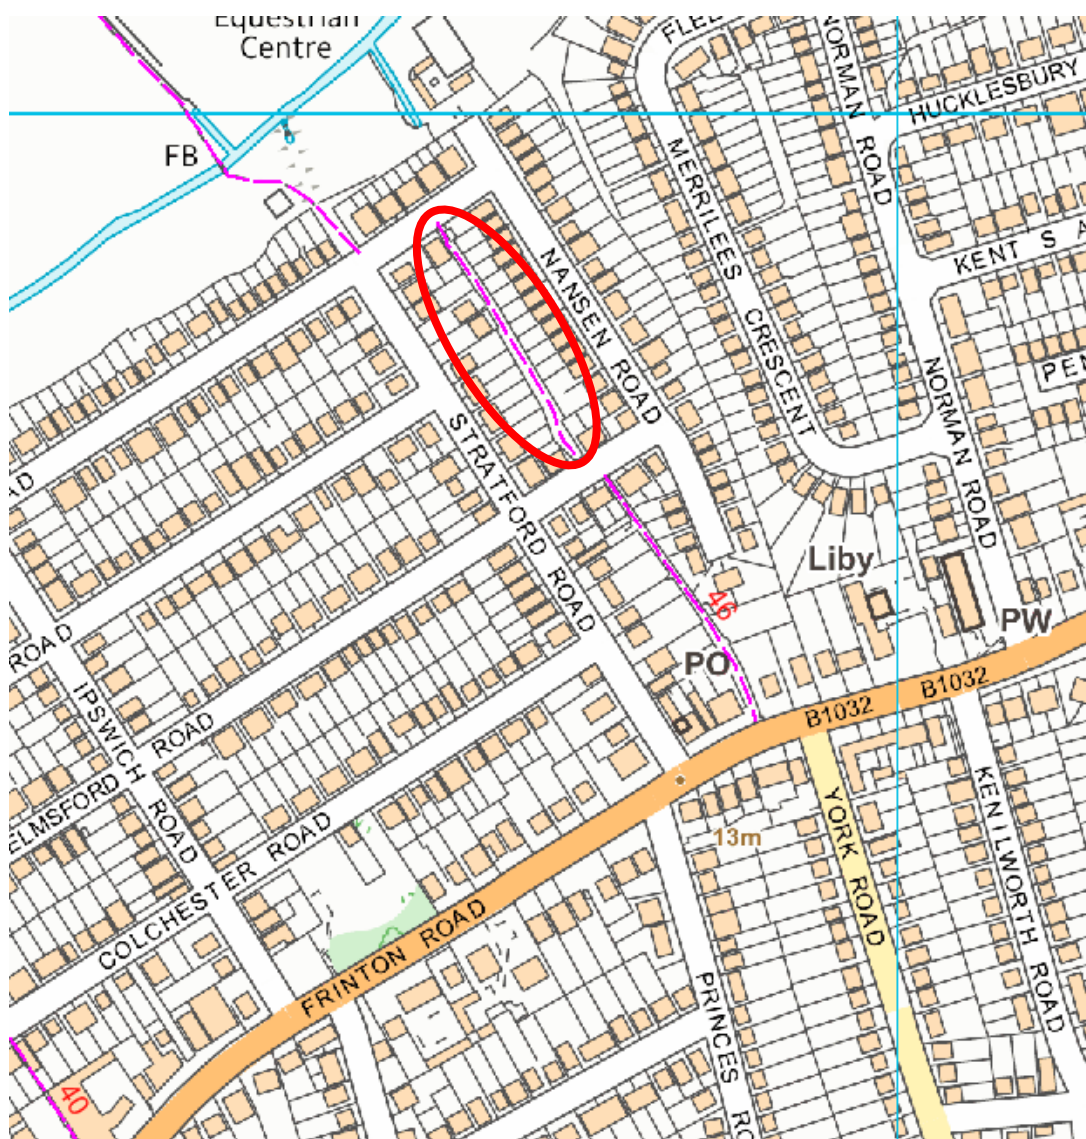 Equestrian
Centre
FLE
NORMAN
ROAD
HUCKLESBURY
FB
MERRILEES
CRESCENT
KENT'S A
NANSEN
ROAD
NORMAN
ROAD
PE
AD
STRATFORD
ROAD
Liby
46
PW
PO
ROAD
IPSWICH
ROAD
B1032
B1032
ELMSFORD
ROAD
COLCHESTER
ROAD
13m
YORK
ROAD
KENILWORTH
ROAD
FRINTON
ROAD
PRINCES
RO
40